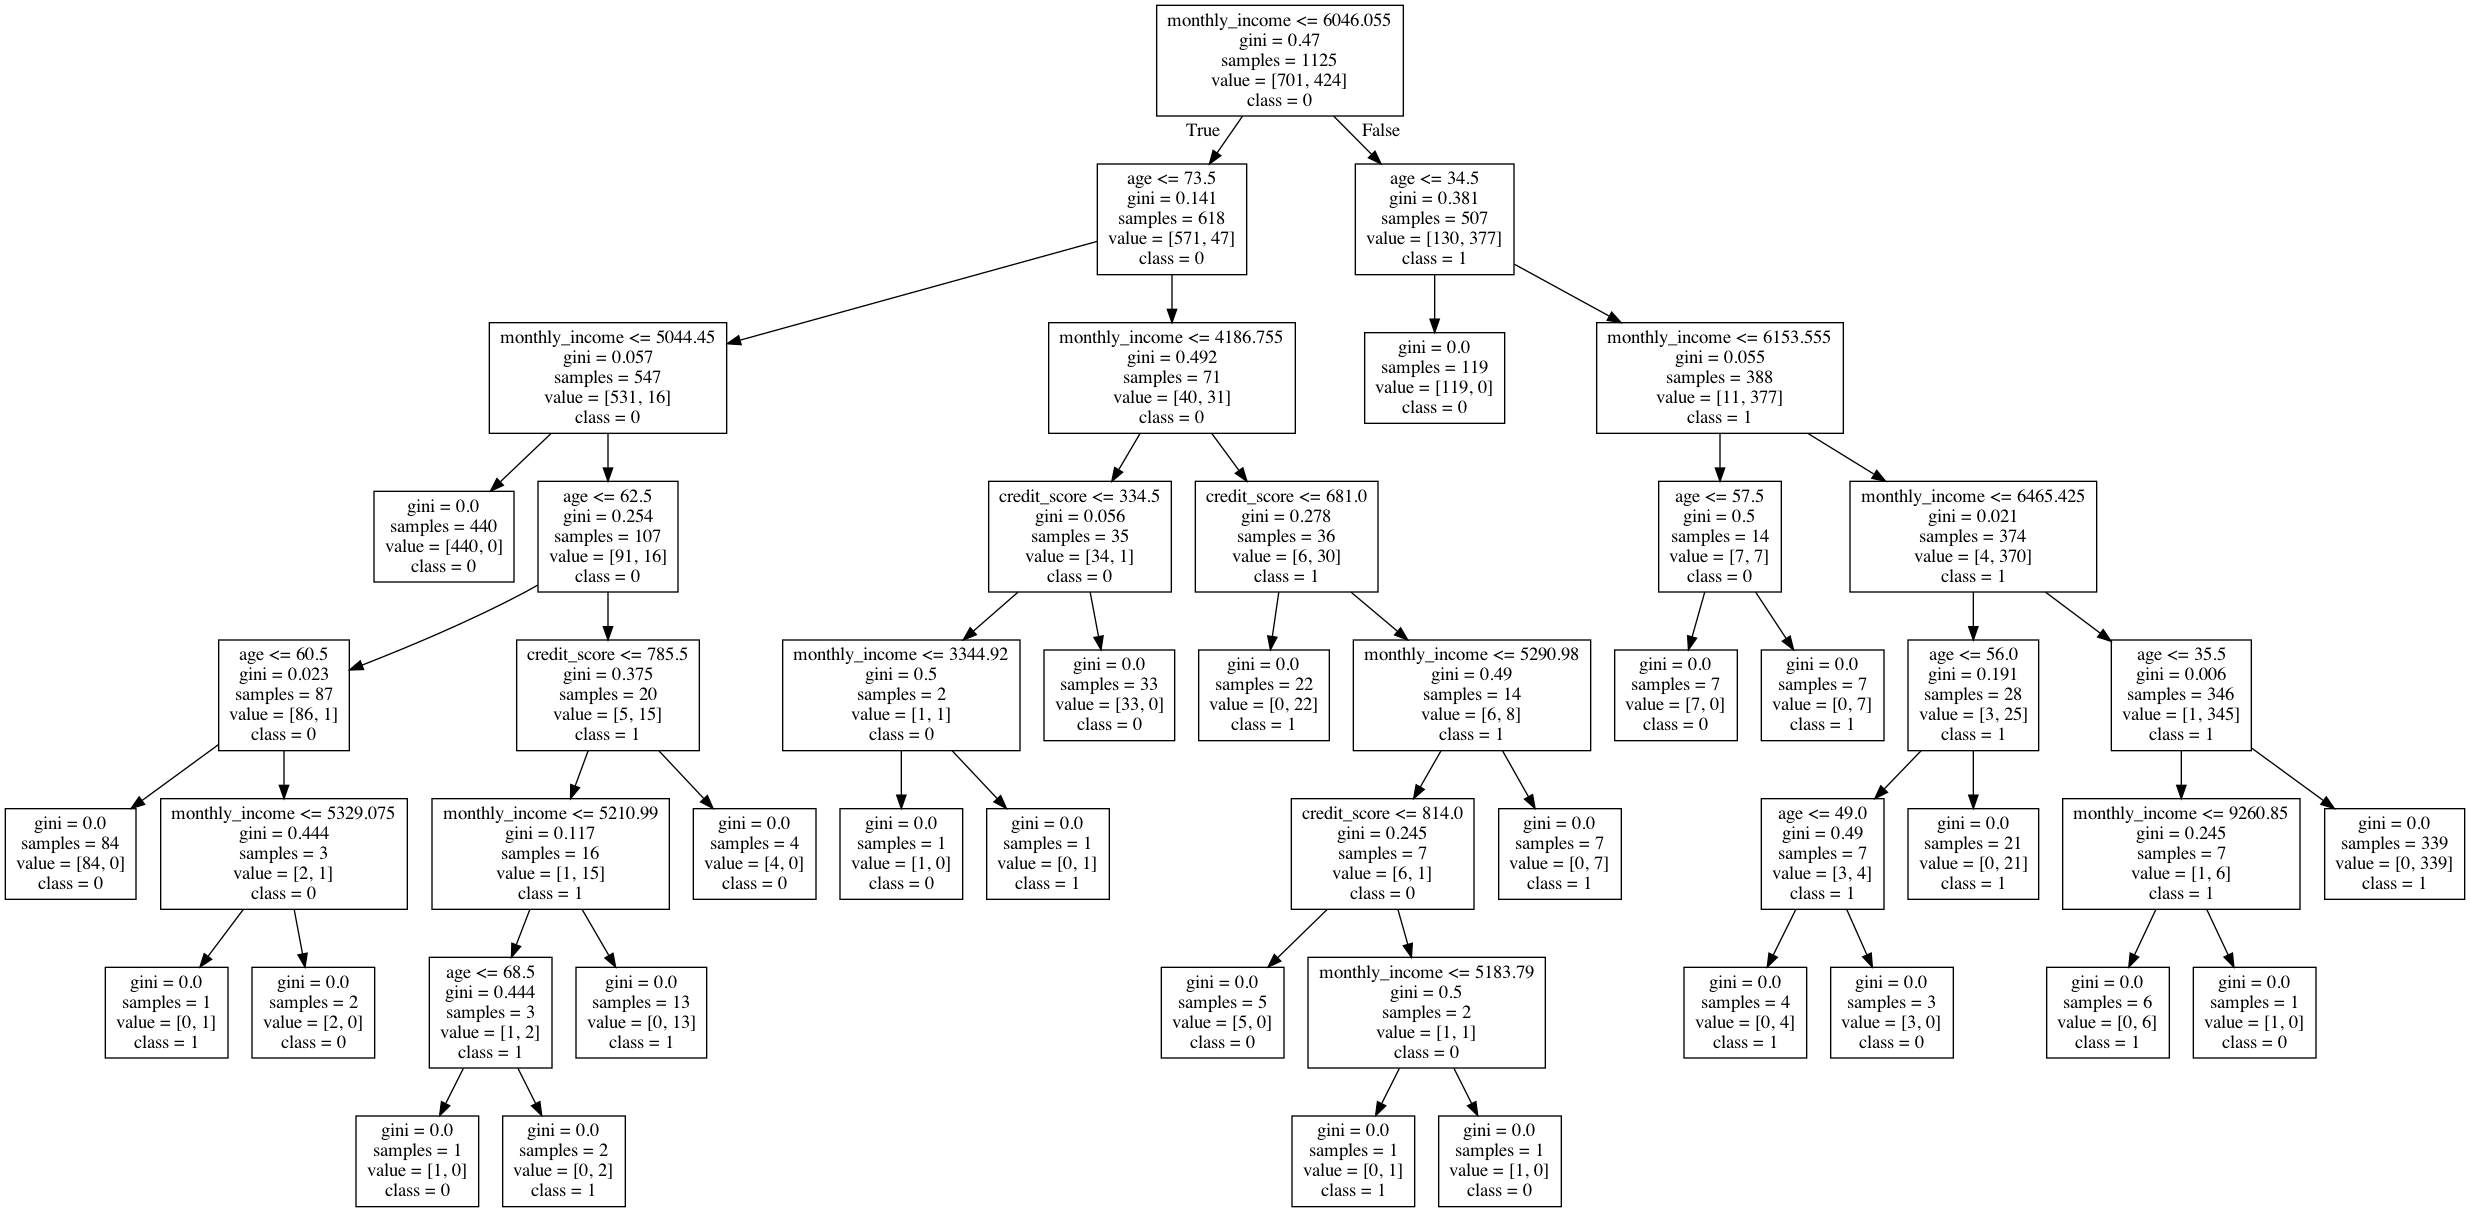 monthly_income <= 6046.055
gini = 0.47
samples = 1125
value = [701, 424]
class = 0
True
False
age <= 73.5
gini = 0.141
samples = 618
value = [571, 47]
class = 0
age <= 34.5
gini = 0.381
samples = 507
value = [130, 377]
class = 1
monthly_income <= 5044.45
gini = 0.057
samples = 547
value = [531, 16]
class = 0
monthly_income <= 4186.755
gini = 0.492
samples = 71
value = [40, 31]
class = 0
gini = 0.0
samples = 119
value = [119, 0]
class = 0
monthly_income <= 6153.555
gini = 0.055
samples = 388
value = [11, 377]
class = 1
gini = 0.0
samples = 440
value = [440, 0]
class = 0
age <= 62.5
gini = 0.254
samples = 107
value = [91, 16]
class = 0
credit_score <= 334.5
gini = 0.056
samples = 35
value = [34, 1]
class = 0
credit_score <= 681.0
gini = 0.278
samples = 36
value = [6, 30]
class = 1
age <= 57.5
gini = 0.5
samples = 14
value = [7, 7]
class = 0
monthly_income <= 6465.425
gini = 0.021
samples = 374
value = [4, 370]
class = 1
age <= 60.5
gini = 0.023
samples = 87
value = [86, 1]
class = 0
credit_score <= 785.5
gini = 0.375
samples = 20
value = [5, 15]
class = 1
monthly_income <= 3344.92
gini = 0.5
samples = 2
value = [1, 1]
class = 0
gini = 0.0
samples = 33
value = [33, 0]
class = 0
gini = 0.0
samples = 22
value = [0, 22]
class = 1
monthly_income <= 5290.98
gini = 0.49
samples = 14
value = [6, 8]
class = 1
gini = 0.0
samples = 7
value = [7, 0]
class = 0
gini = 0.0
samples = 7
value = [0, 7]
class = 1
age <= 56.0
gini = 0.191
samples = 28
value = [3, 25]
class = 1
age <= 35.5
gini = 0.006
samples = 346
value = [1, 345]
class = 1
gini = 0.0
samples = 84
value = [84, 0]
class = 0
monthly_income <= 5329.075
gini = 0.444
samples = 3
value = [2, 1]
class = 0
monthly_income <= 5210.99
gini = 0.117
samples = 16
value = [1, 15]
class = 1
gini = 0.0
samples = 4
value = [4, 0]
class = 0
gini = 0.0
samples = 1
value = [1, 0]
class = 0
gini = 0.0
samples = 1
value = [0, 1]
class = 1
credit_score <= 814.0
gini = 0.245
samples = 7
value = [6, 1]
class = 0
gini = 0.0
samples = 7
value = [0, 7]
class = 1
age <= 49.0
gini = 0.49
samples = 7
value = [3, 4]
class = 1
gini = 0.0
samples = 21
value = [0, 21]
class = 1
monthly_income <= 9260.85
gini = 0.245
samples = 7
value = [1, 6]
class = 1
gini = 0.0
samples = 339
value = [0, 339]
class = 1
gini = 0.0
samples = 1
value = [0, 1]
class = 1
gini = 0.0
samples = 2
value = [2, 0]
class = 0
age <= 68.5
gini = 0.444
samples = 3
value = [1, 2]
class = 1
gini = 0.0
samples = 13
value = [0, 13]
class = 1
gini = 0.0
samples = 5
value = [5, 0]
class = 0
monthly_income <= 5183.79
gini = 0.5
samples = 2
value = [1, 1]
class = 0
gini = 0.0
samples = 4
value = [0, 4]
class = 1
gini = 0.0
samples = 3
value = [3, 0]
class = 0
gini = 0.0
samples = 6
value = [0, 6]
class = 1
gini = 0.0
samples = 1
value = [1, 0]
class = 0
gini = 0.0
samples = 1
value = [1, 0]
class = 0
gini = 0.0
samples = 2
value = [0, 2]
class = 1
gini = 0.0
samples = 1
value = [0, 1]
class = 1
gini = 0.0
samples = 1
value = [1, 0]
class = 0